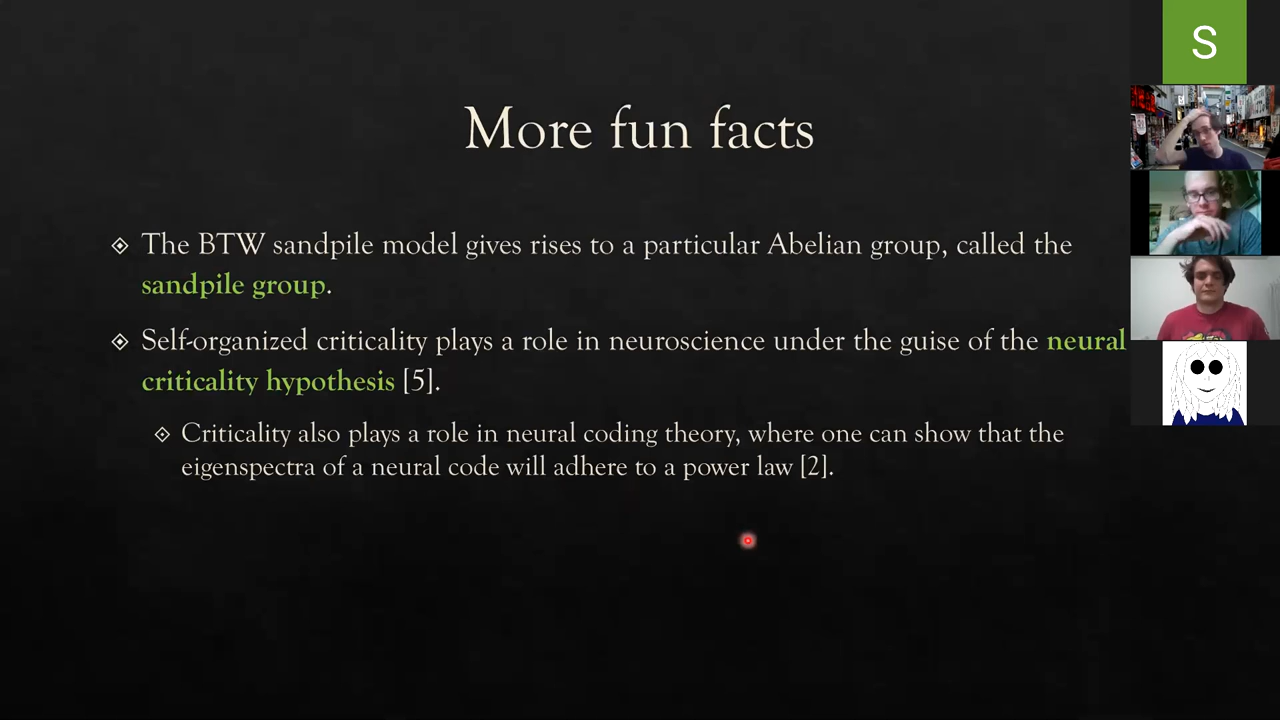 S
More fun facts
The BTW sandpile model gives rises to a particular Abelian group, called the
sandpile group.
Self-organized criticality plays a role in neuroscience under the guise of the neural
criticality hypothesis [5].
Criticality also plays a role in neural coding theory, where one can show that the
eigenspectra of a neural code will adhere to a power law [2].